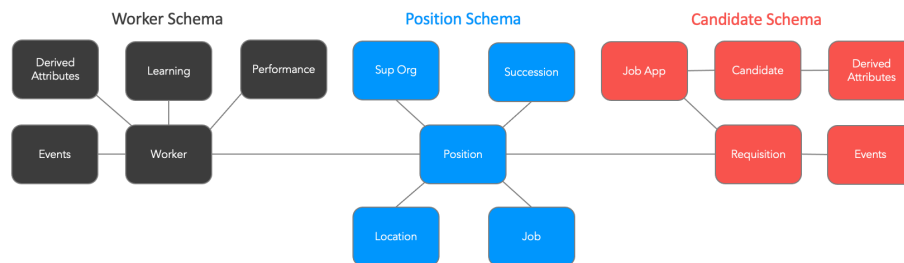 Worker Schema
Position Schema
Candidate Schema
Derived
Attributes
Learning
Performance
Sup Org
Succession
Job App
Candidate
Derived
Attributes
Events
Worker
Position
Requisition
Events
Location
Job